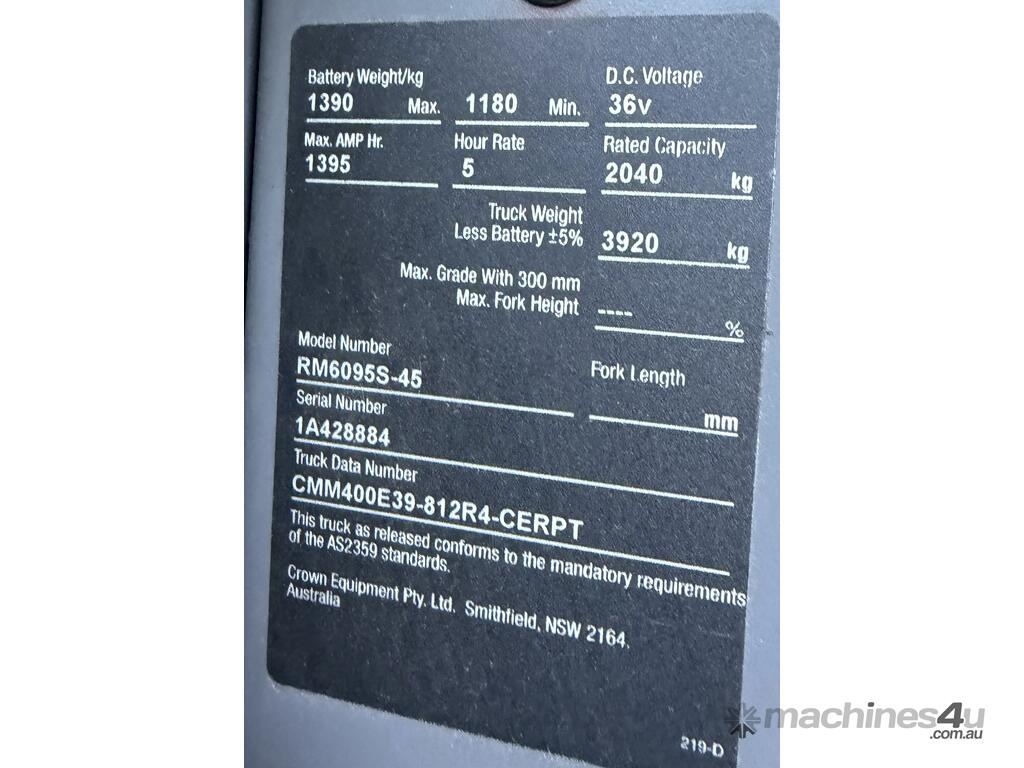 Battery Weight/kg
D.C. Voltage
1390 Max. 1180 Min. 36v
Max. AMP Hr. Hour Rate Rated Capacity
1395 5 2040 kg
Truck Weight
Less Battery ±5% 3920 kg
Max. Grade With 300 mm
Max. Fork Height ---- %
Model Number
RM6095S-45
Fork Length
mm
Serial Number
1A428884
Truck Data Number
CMM400E39-812R4-CERPT
This truck as released conforms to the mandatory requirements
of the AS2359 standards.
Crown Equipment Pty. Ltd. Smithfield, NSW 2164,
Australia
219-D
machines4u
.com.au